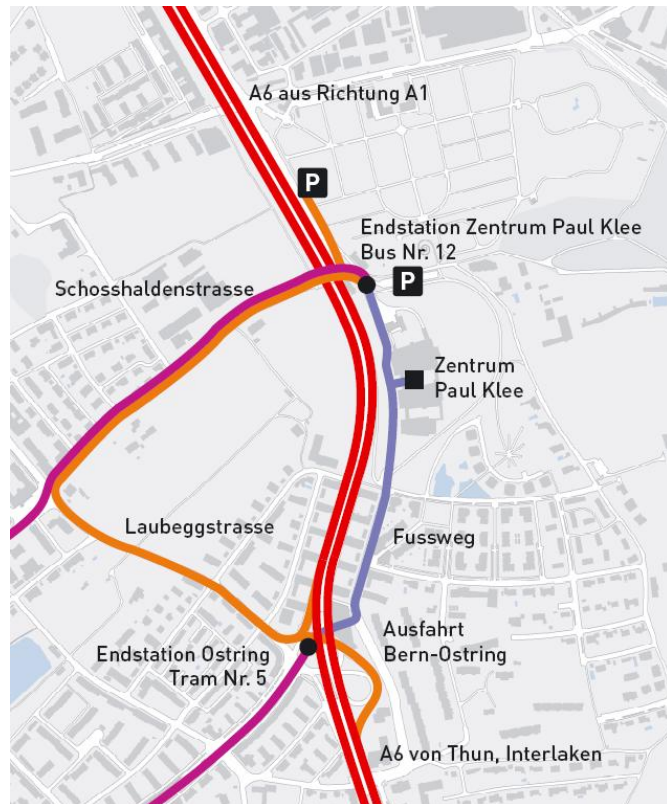 A6 aus Richtung A1
P
Endstation Zentrum Paul Klee
Bus Nr. 12
P
Schosshaldenstrasse
Zentrum
Paul Klee
Laubeggstrasse
Fussweg
Endstation Ostring
Tram Nr. 5
Ausfahrt
Bern-Ostring
A6 von Thun, Interlaken